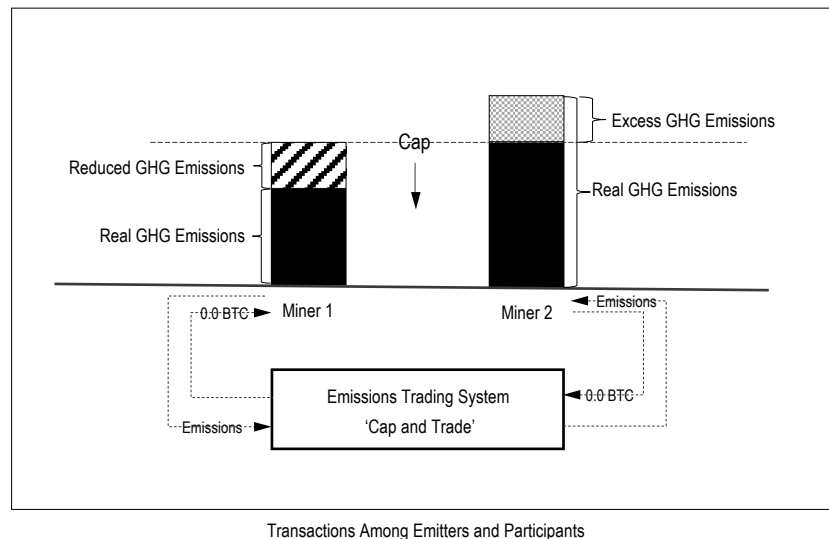 Excess GHG Emissions
Cap
Reduced GHG Emissions
Real GHG Emissions
Real GHG Emissions
Emissions
0.0 BTC
Miner 1
Miner 2
Emissions Trading System
0.0 BTC
‘Cap and Trade’
Emissions
Transactions Among Emitters and Participants